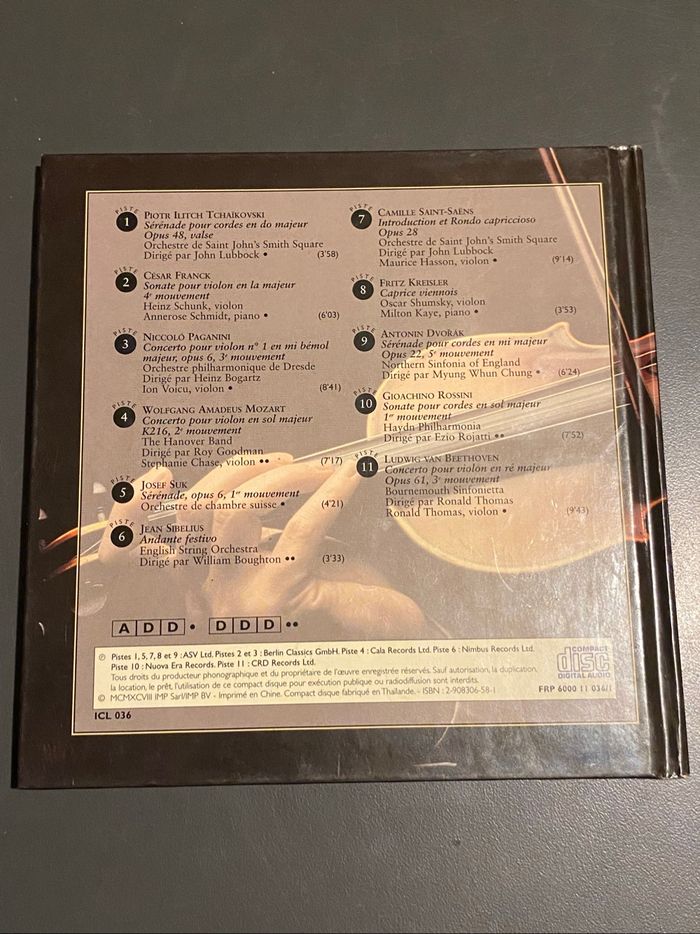 PISTE
1
PIOTR ILITCH TCHAÏKOVSKI
Sérénade pour cordes en do majeur
Opus 48, valse
Orchestre de Saint John's Smith Square
Dirigé par John Lubbock • (3'58)
PISTE
2
CÉSAR FRANCK
Sonate pour violon en la majeur
4e mouvement
Heinz Schunk, violon
Annerose Schmidt, piano • (6'03)
PISTE
3
NICCOLÓ PAGANINI
Concerto pour violon n° 1 en mi bémol
majeur, opus 6, 3e mouvement
Orchestre philharmonique de Dresde
Dirigé par Heinz Bogartz
Ion Voicu, violon • (8'41)
PISTE
4
WOLFGANG AMADEUS MOZART
Concerto pour violon en sol majeur
K216, 2e mouvement
The Hanover Band
Dirigé par Roy Goodman
Stephanie Chase, violon •• (7'17)
PISTE
5
JOSEF SUK
Sérénade, opus 6, 1er mouvement
Orchestre de chambre suisse • (4'21)
PISTE
6
JEAN SIBELIUS
Andante festivo
English String Orchestra
Dirigé par William Boughton •• (3'33)
PISTE
7
CAMILLE SAINT-SAËNS
Introduction et Rondo capriccioso
Opus 28
Orchestre de Saint John's Smith Square
Dirigé par John Lubbock
Maurice Hasson, violon • (9'14)
PISTE
8
FRITZ KREISLER
Caprice viennois
Oscar Shumsky, violon
Milton Kaye, piano • (3'53)
PISTE
9
ANTONIN DVOŘÁK
Sérénade pour cordes en mi majeur
Opus 22, 5e mouvement
Northern Sinfonia of England
Dirigé par Myung Whun Chung • (6'24)
PISTE
10
GIOACHINO ROSSINI
Sonate pour cordes en sol majeur
1er mouvement
Haydn Philharmonia
Dirigé par Ezio Rojatti •• (7'52)
PISTE
11
LUDWIG VAN BEETHOVEN
Concerto pour violon en ré majeur
Opus 61, 3e mouvement
Bournemouth Sinfonietta
Dirigé par Ronald Thomas
Ronald Thomas, violon • (9'43)
ADD • DDD ••
℗ Pistes 1, 5, 7, 8 et 9 : ASV Ltd. Pistes 2 et 3 : Berlin Classics GmbH. Piste 4 : Cala Records Ltd. Piste 6 : Nimbus Records Ltd.
Piste 10 : Nuova Era Records. Piste 11 : CRD Records Ltd.
Tous droits du producteur phonographique et du propriétaire de l'œuvre enregistrée réservés. Sauf autorisation, la duplication,
la location, le prêt, l'utilisation de ce compact disque pour exécution publique ou radiodiffusion sont interdits.
© MCMXCVIII IMP Sarl/IMP BV - Imprimé en Chine. Compact disque fabriqué en Thaïlande. - ISBN : 2-908306-58-1
COMPACT
disc
DIGITAL AUDIO
FRP 6000 11 036/1
ICL 036